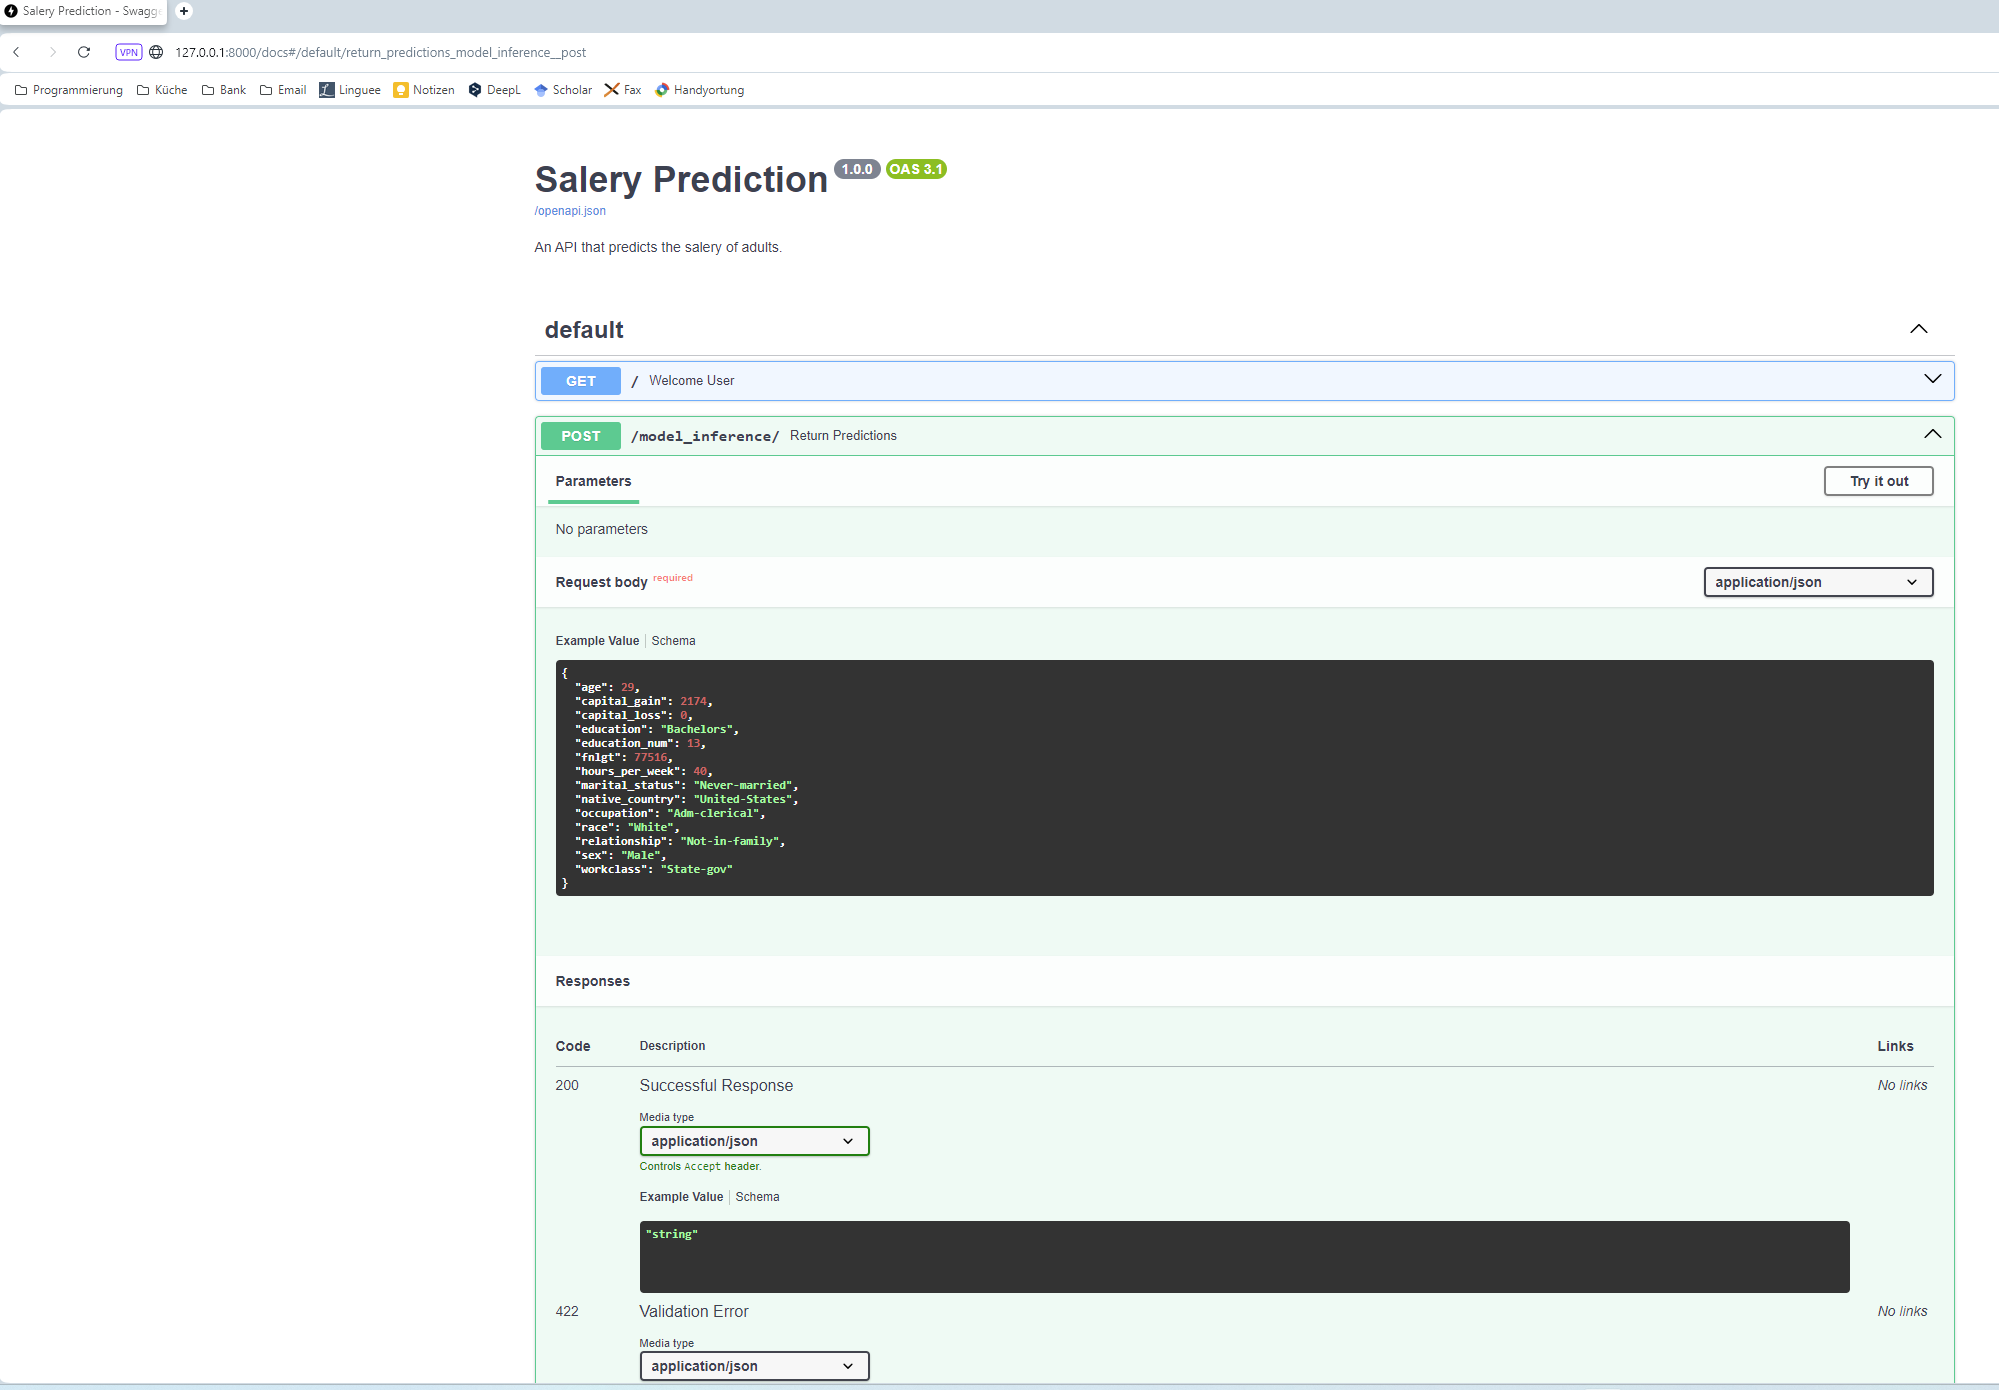 Salery Prediction - Swagge
VPN 127.0.0.1:8000/docs#/default/return_predictions_model_inference__post
Programmierung Küche Bank Email Linguee Notizen DeepL Scholar Fax Handyortung
Salery Prediction 1.0.0 OAS 3.1
/openapi.json
An API that predicts the salery of adults.
default
GET / Welcome User
POST /model_inference/ Return Predictions
Parameters Try it out
No parameters
Request body required application/json
Example Value Schema
{
"age": 29,
"capital_gain": 2174,
"capital_loss": 0,
"education": "Bachelors",
"education_num": 13,
"fnlgt": 77516,
"hours_per_week": 40,
"marital_status": "Never-married",
"native_country": "United-States",
"occupation": "Adm-clerical",
"race": "White",
"relationship": "Not-in-family",
"sex": "Male",
"workclass": "State-gov"
}
Responses
Code Description Links
200 Successful Response No links
Media type
application/json
Controls Accept header.
Example Value Schema
"string"
422 Validation Error No links
Media type
application/json